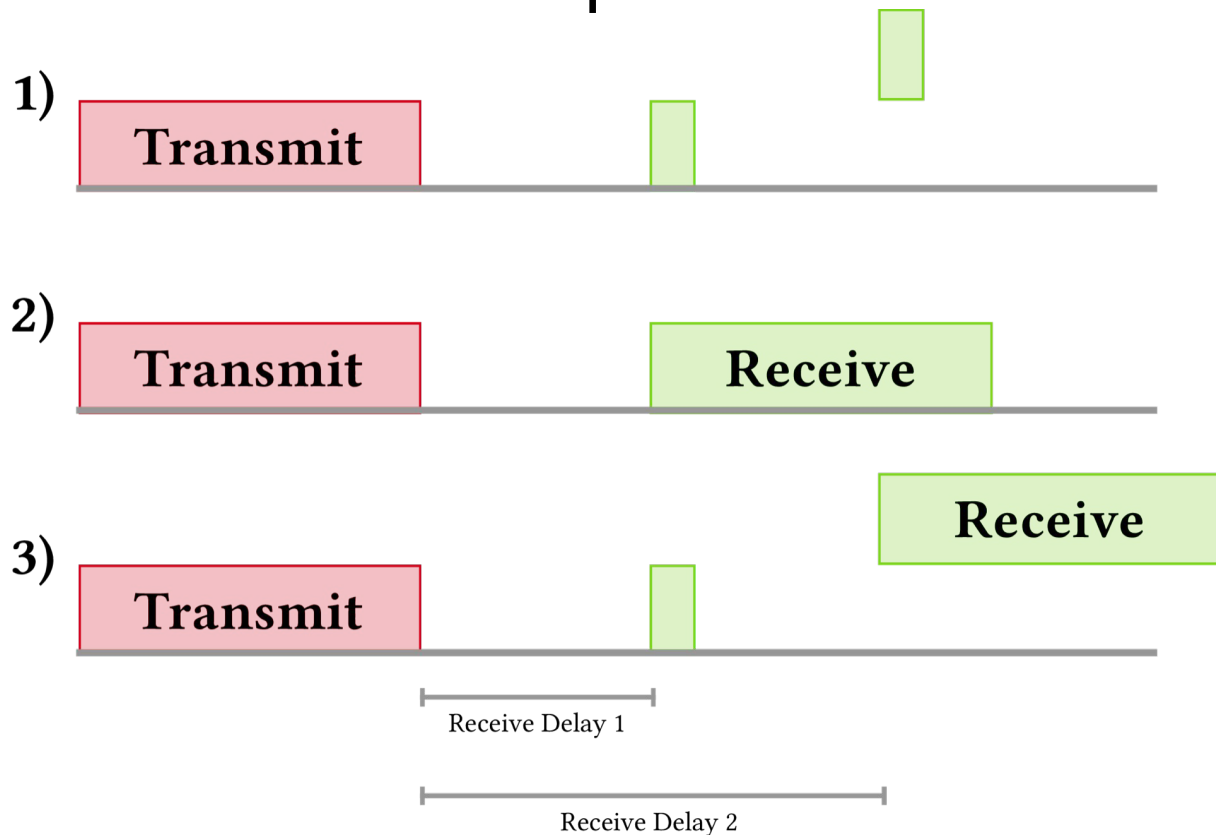 1)
Transmit
2)
Transmit
Receive
Receive
3)
Transmit
Receive Delay 1
Receive Delay 2